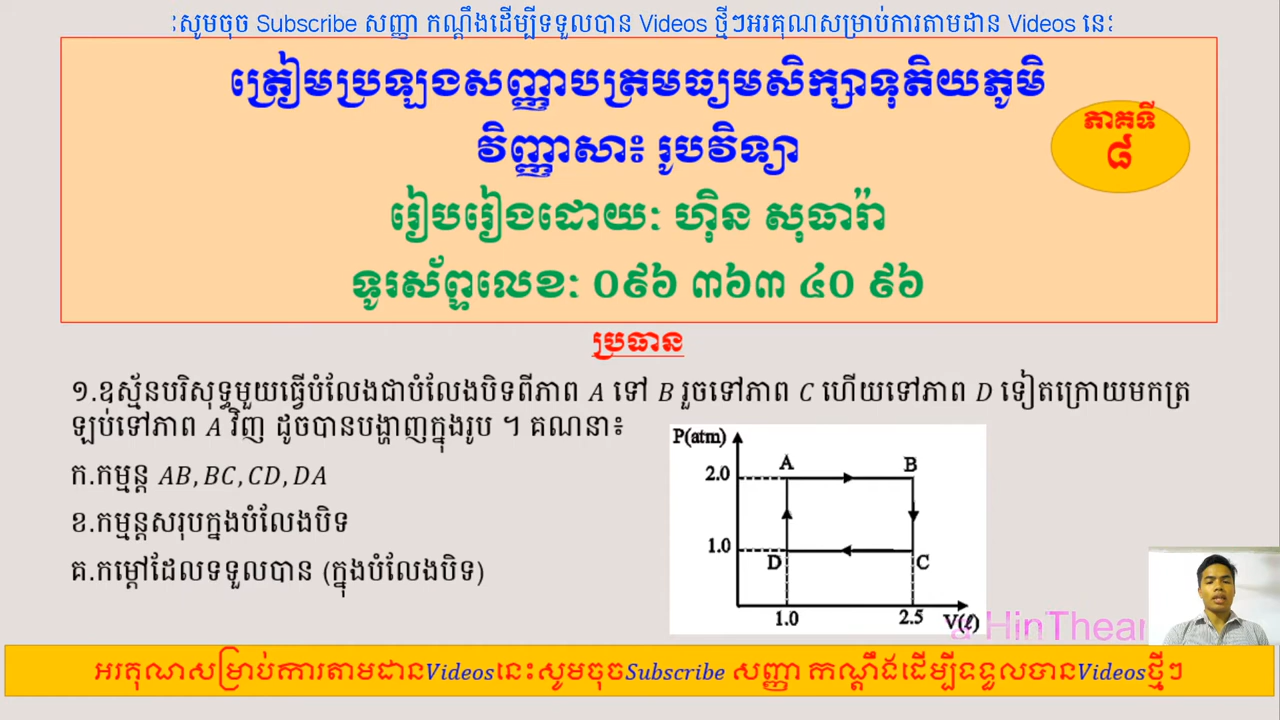 សូមចុច Subscribe សញ្ញា កណ្ដឹងដើម្បីទទួលបាន Videos ថ្មីៗអរគុណសម្រាប់ការតាមដាន Videos នេះ
ត្រៀមប្រឡងសញ្ញាបត្រមធ្យមសិក្សាទុតិយភូមិ
វិញ្ញាសា៖ រូបវិទ្យា
ភាគទី
៨
រៀបរៀងដោយៈ ហ៊ិន សុធារ៉ា
ទូរស័ព្ទលេខៈ ០៩៦ ៣៦៣ ៤០ ៩៦
ប្រធាន
១.ឧស្ម័នបរិសុទ្ធមួយធ្វើបំលែងជាបំលែងបិទពីភាព A ទៅ B រួចទៅភាព C ហើយទៅភាព D ទៀតក្រោយមកត្រ
ឡប់ទៅភាព A វិញ ដូចបានបង្ហាញក្នុងរូប ។ គណនា៖
ក.កម្មន្ត AB, BC, CD, DA
ខ.កម្មន្តសរុបក្នុងបំលែងបិទ
គ.កម្ដៅដែលទទួលបាន (ក្នុងបំលែងបិទ)
P(atm)
A B
2.0
1.0
D C
1.0 2.5 V(ℓ)
HinThear
អរគុណសម្រាប់ការតាមដានVideosនេះសូមចុចSubscribe សញ្ញា កណ្ដឹងដើម្បីទទួលបានVideosថ្មីៗ